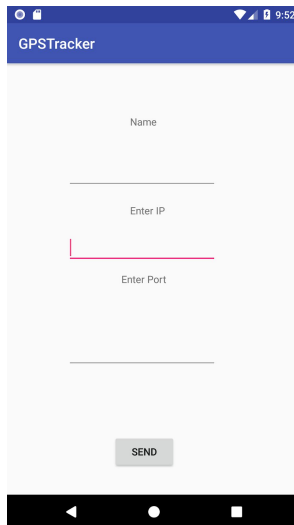 9:52
GPSTracker
Name
Enter IP
Enter Port
SEND